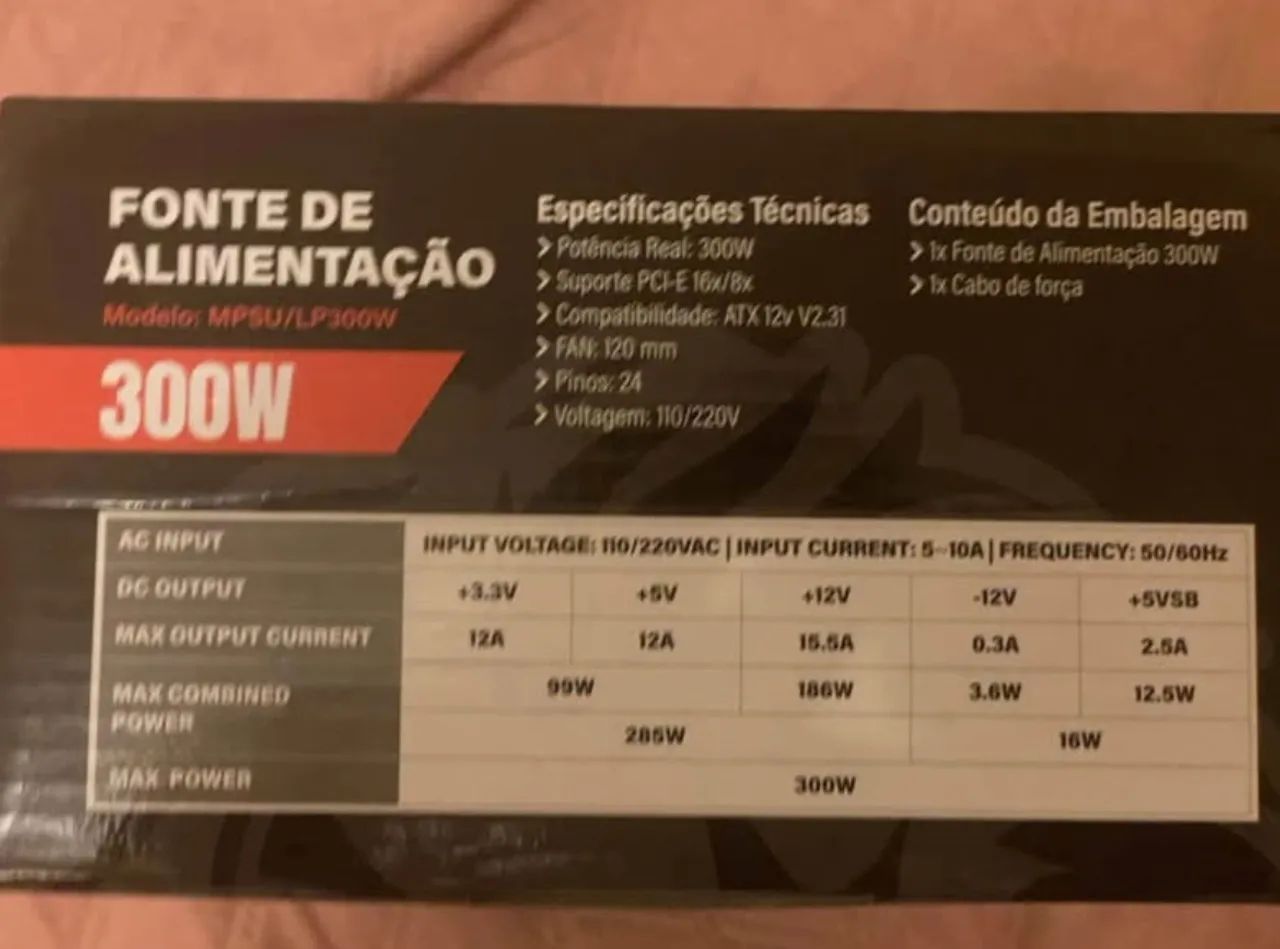 FONTE DE
ALIMENTAÇÃO
Modelo: MPSU/LP300W
300W
Especificações Técnicas
Potência Real: 300W
Suporte PCI-E 16x/8x
Compatibilidade: ATX 12v V2.31
FAN: 120 mm
Pinos: 24
Voltagem: 110/220V
Conteúdo da Embalagem
1x Fonte de Alimentação 300W
1x Cabo de força
AC INPUT INPUT VOLTAGE: 110/220VAC | INPUT CURRENT: 5-10A | FREQUENCY: 50/60Hz
DC OUTPUT +3.3V +5V +12V -12V +5VSB
MAX OUTPUT CURRENT 12A 12A 15.5A 0.3A 2.5A
MAX COMBINED 99W 186W 3.6W 12.5W
POWER 285W 16W
MAX POWER 300W